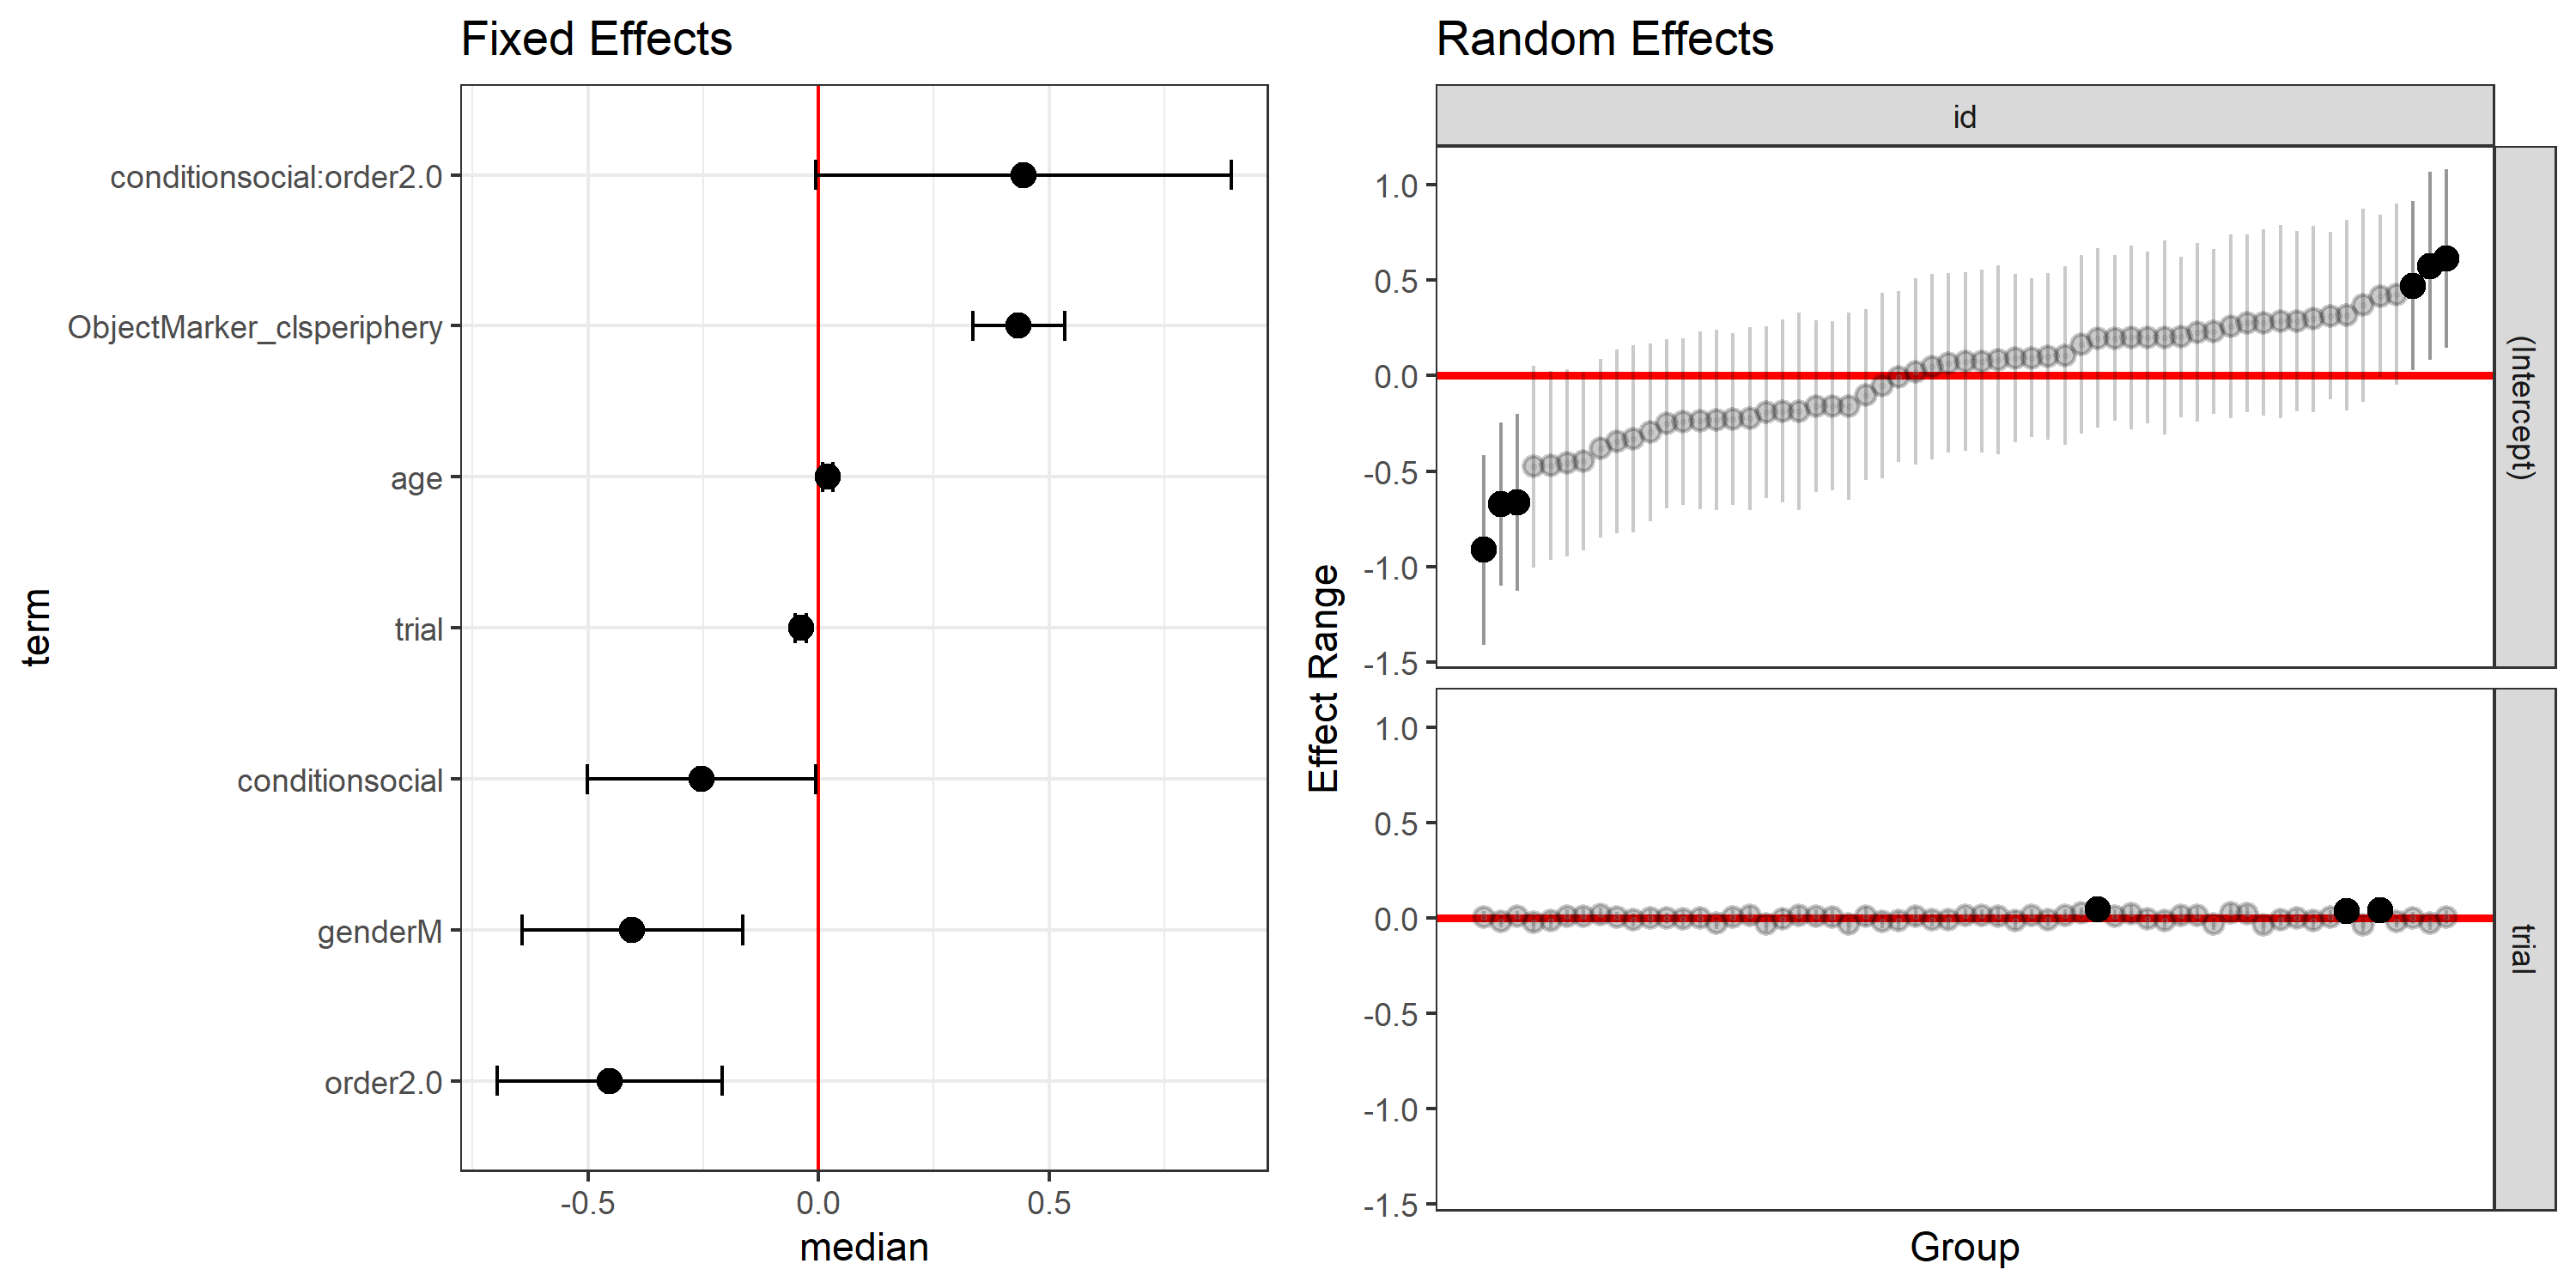 Fixed Effects
term
conditionsocial:order2.0
ObjectMarker_clsperiphery
age
trial
conditionsocial
genderM
order2.0
-0.5 0.0 0.5
median
Random Effects
id
Effect Range
1.0
0.5
0.0
-0.5
-1.0
-1.5
(Intercept)
1.0
0.5
0.0
-0.5
-1.0
-1.5
trial
Group